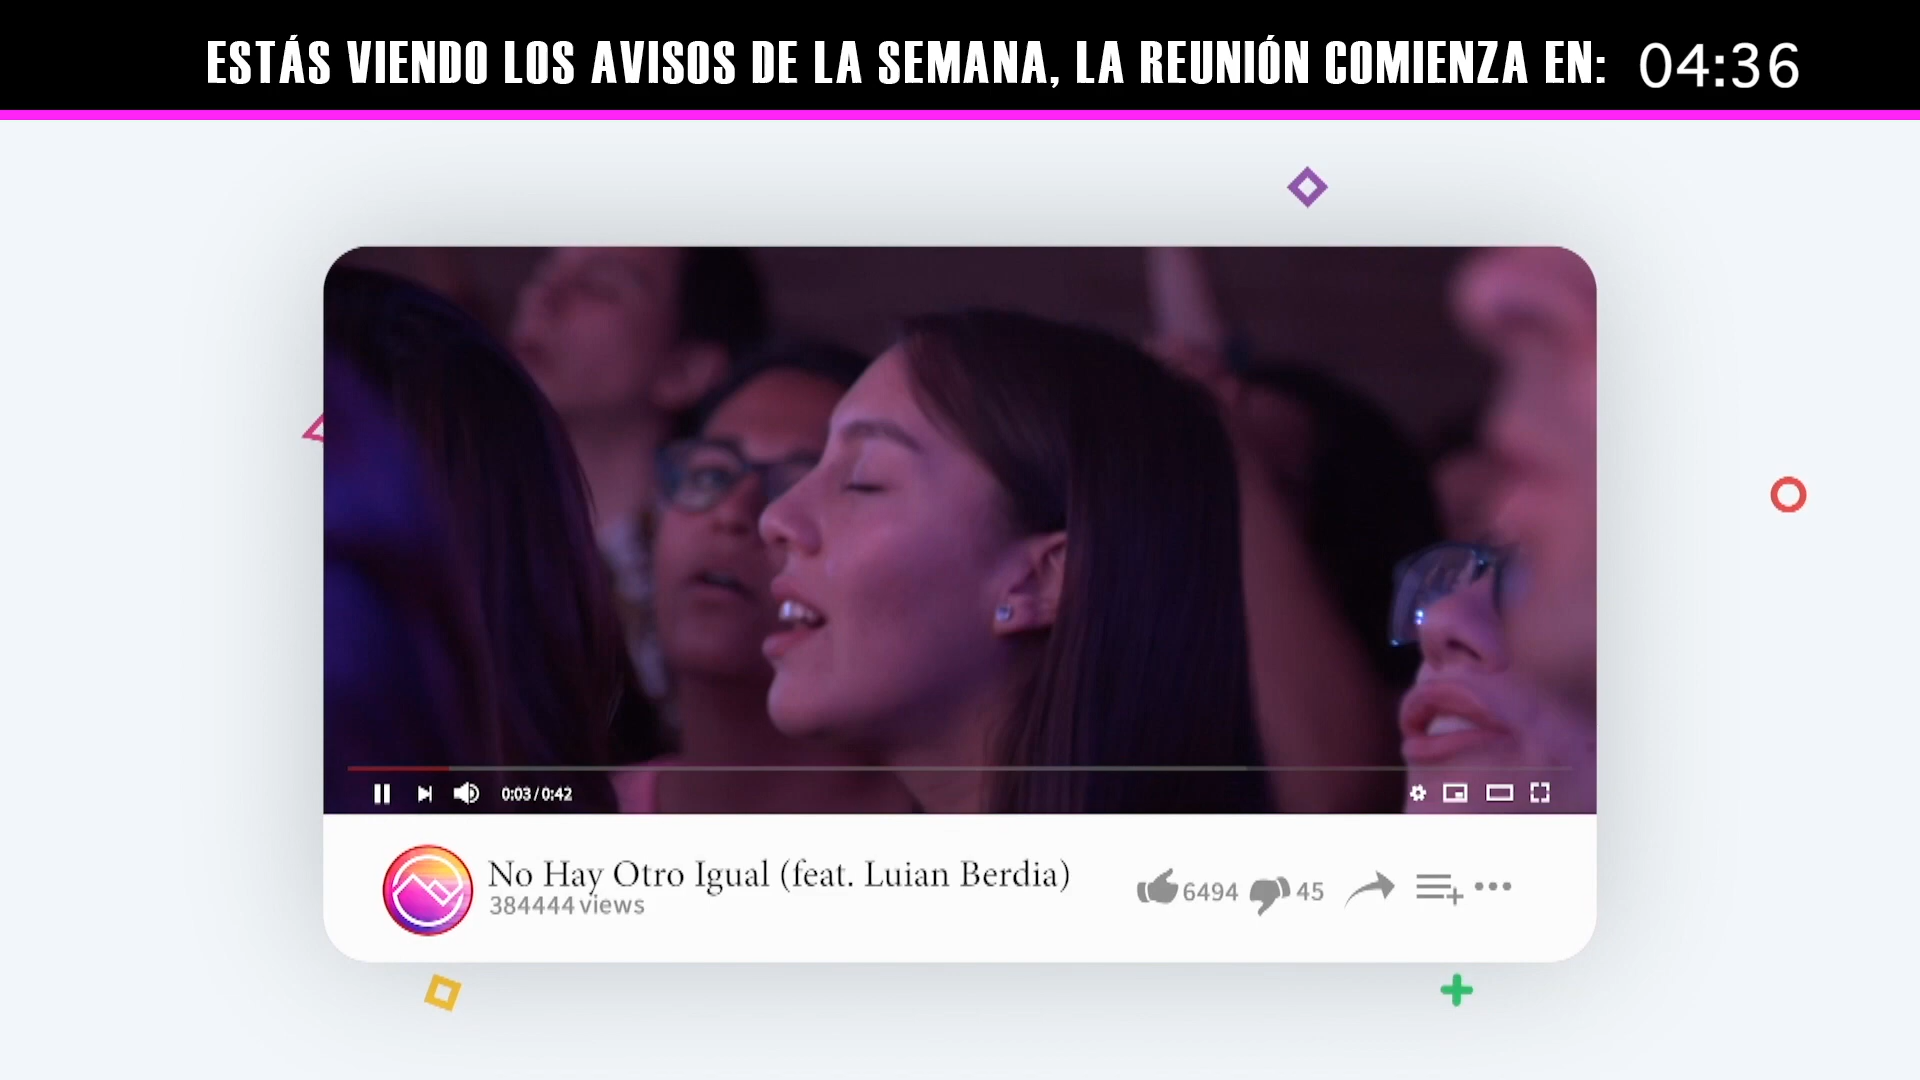 ESTÁS VIENDO LOS AVISOS DE LA SEMANA, LA REUNIÓN COMIENZA EN: 04:36
0:03 / 0:42
No Hay Otro Igual (feat. Luian Berdia)
384444 views
6494 45